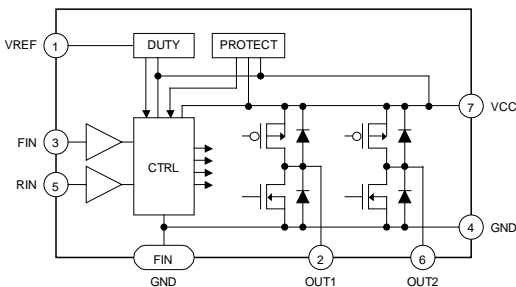 DUTY PROTECT
VREF 1
7 VCC
FIN 3
CTRL
RIN 5
4 GND
FIN 2 6
GND OUT1 OUT2